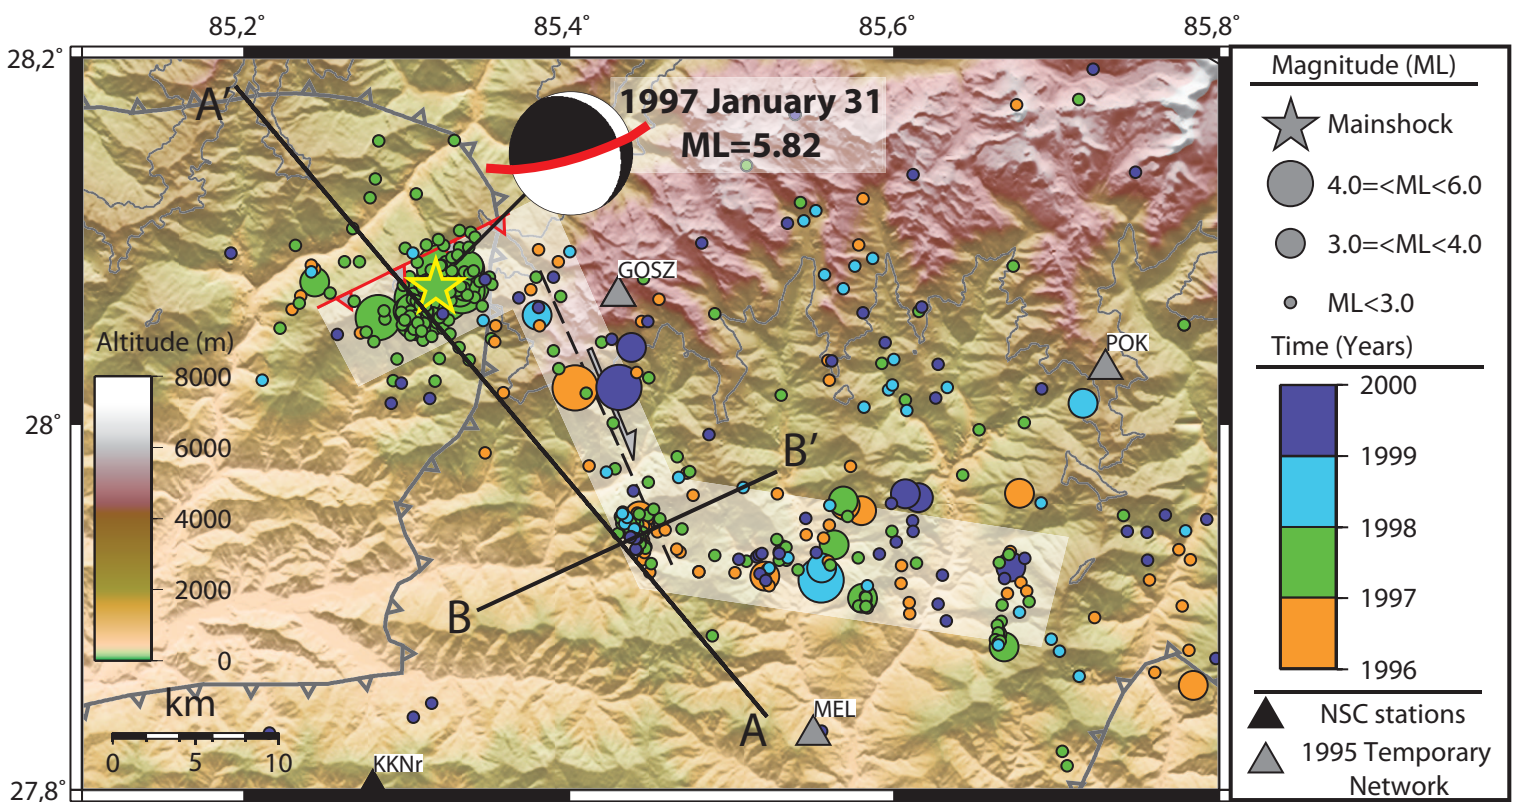 85,2°
85,4°
85,6°
85,8°
28,2°
28°
27,8°
A'
1997 January 31
ML=5.82
GOSZ
POK
B'
B
A
MEL
KKNr
Altitude (m)
8000
6000
4000
2000
0
km
0
5
10
Magnitude (ML)
Mainshock
4.0=<ML<6.0
3.0=<ML<4.0
ML<3.0
Time (Years)
2000
1999
1998
1997
1996
NSC stations
1995 Temporary
Network